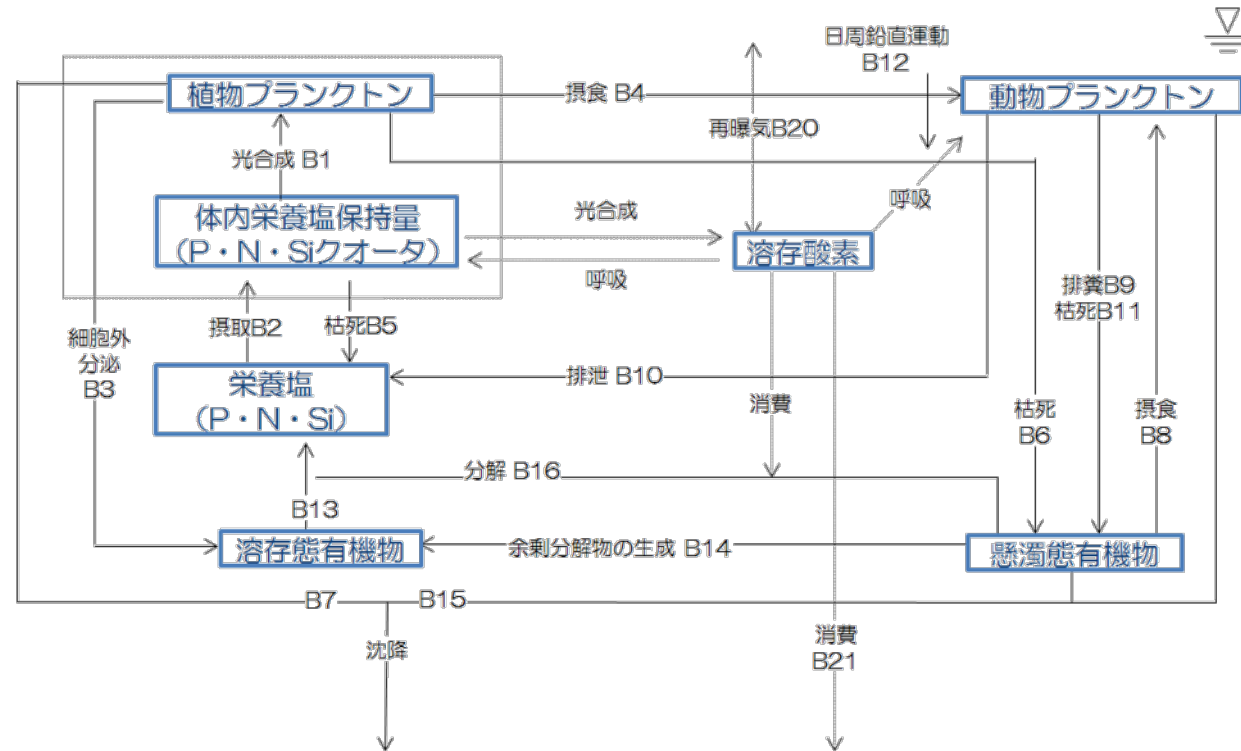 日周鉛直運動
B12
植物プランクトン
摂食 B4
動物プランクトン
再曝気B20
光合成 B1
呼吸
体内栄養塩保持量
(P・N・Siクオータ)
光合成
溶存酸素
呼吸
排糞B9
枯死B11
細胞外
分泌
B3
摂取B2
枯死B5
栄養塩
(P・N・Si)
排泄 B10
消費
枯死
B6
摂食
B8
分解 B16
B13
溶存態有機物
余剰分解物の生成 B14
懸濁態有機物
B7
B15
沈降
消費
B21